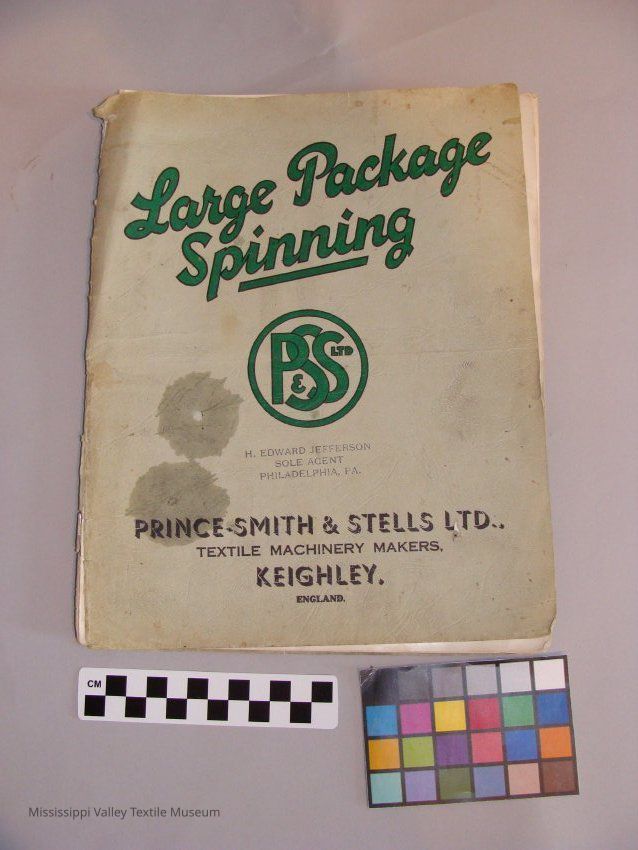 Large Package
Spinning
PS&S LTD
H. EDWARD JEFFERSON
SOLE AGENT
PHILADELPHIA, PA.
PRINCE-SMITH & STELLS LTD.,
TEXTILE MACHINERY MAKERS,
KEIGHLEY.
ENGLAND.
CM
Mississippi Valley Textile Museum